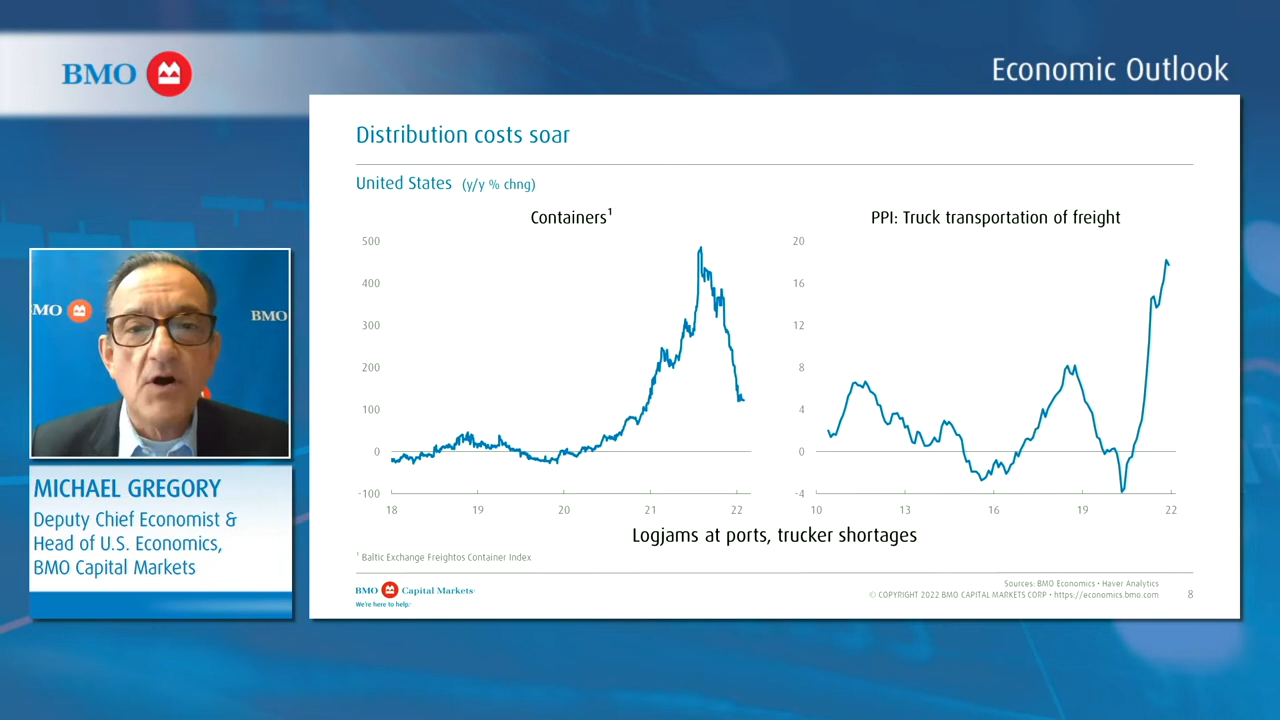 BMO
Economic Outlook
Distribution costs soar
United States (y/y % chng)
Containers¹
500
400
300
200
100
0
-100
18 19 20 21 22
PPI: Truck transportation of freight
20
16
12
8
4
0
-4
10 13 16 19 22
Logjams at ports, trucker shortages
¹ Baltic Exchange Freightos Container Index
BMO Capital Markets
We're here to help.
Sources: BMO Economics • Haver Analytics
© COPYRIGHT 2022 BMO CAPITAL MARKETS CORP • https://economics.bmo.com
8
MO
BMO
MICHAEL GREGORY
Deputy Chief Economist &
Head of U.S. Economics,
BMO Capital Markets